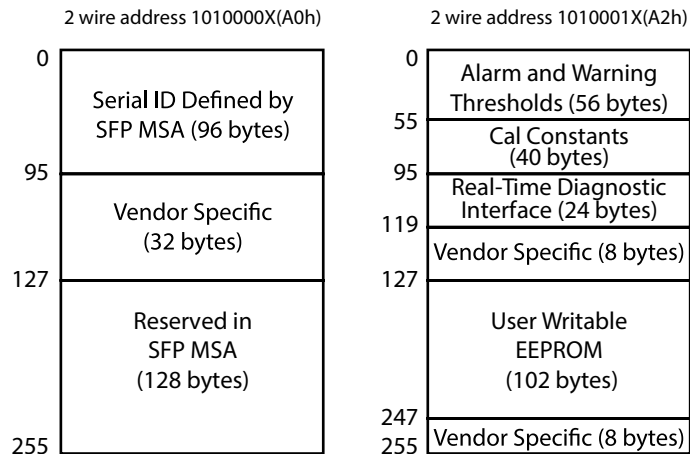 2 wire address 1010000X(A0h)
0
Serial ID Defined by
SFP MSA (96 bytes)
95
Vendor Specific
(32 bytes)
127
Reserved in
SFP MSA
(128 bytes)
255
2 wire address 1010001X(A2h)
0
Alarm and Warning
Thresholds (56 bytes)
55
Cal Constants
(40 bytes)
95
Real-Time Diagnostic
Interface (24 bytes)
119
Vendor Specific (8 bytes)
127
User Writable
EEPROM
(102 bytes)
247
Vendor Specific (8 bytes)
255